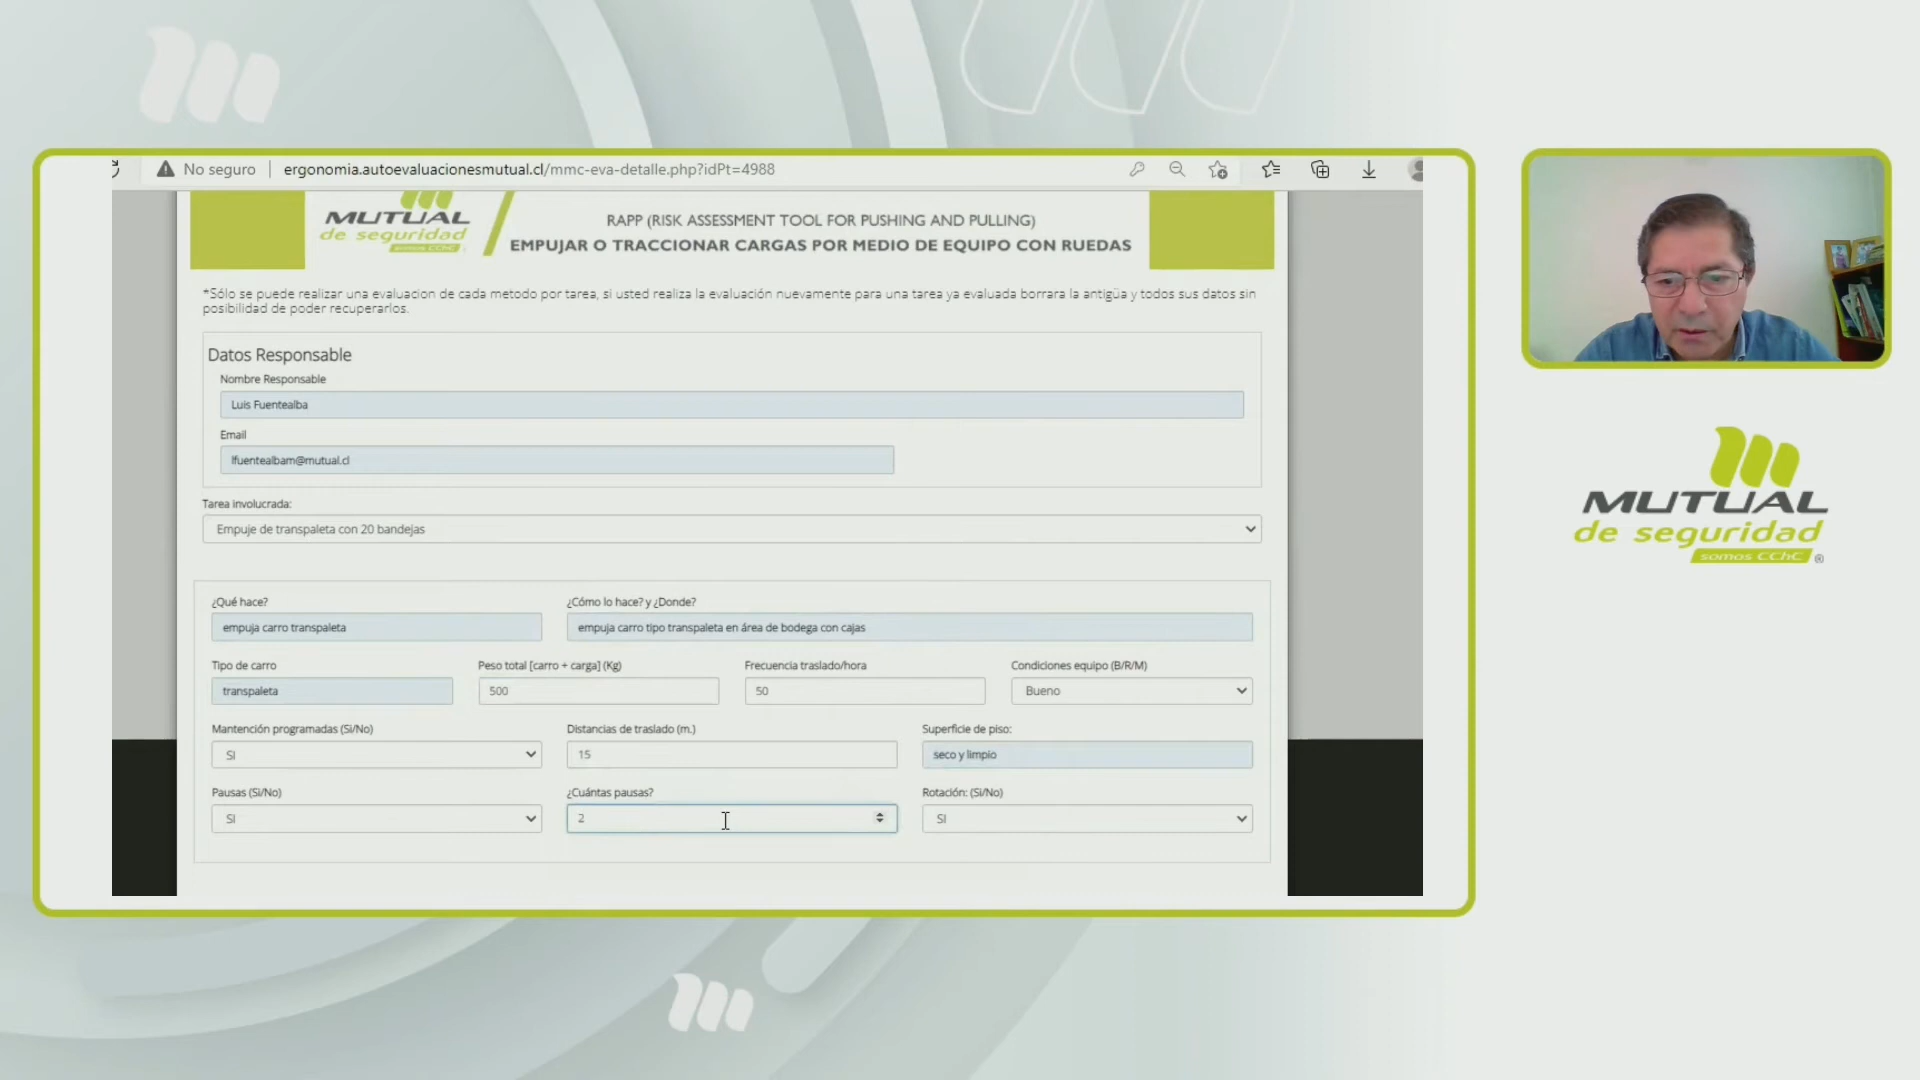 No seguro
ergonomia.autoevaluacionesmutual.cl/mmc-eva-detalle.php?idPt=4988
MUTUAL
de seguridad
somos CChC
RAPP (RISK ASSESSMENT TOOL FOR PUSHING AND PULLING)
EMPUJAR O TRACCIONAR CARGAS POR MEDIO DE EQUIPO CON RUEDAS
*Sólo se puede realizar una evaluacion de cada metodo por tarea, si usted realiza la evaluación nuevamente para una tarea ya evaluada borrara la antigüa y todos sus datos sin
posibilidad de poder recuperarlos.
Datos Responsable
Nombre Responsable
Luis Fuentealba
Email
lfuentealbam@mutual.cl
Tarea involucrada:
Empuje de transpaleta con 20 bandejas
¿Qué hace? ¿Cómo lo hace? y ¿Donde?
empuja carro transpaleta empuja carro tipo transpaleta en área de bodega con cajas
Tipo de carro Peso total [carro + carga] (Kg) Frecuencia traslado/hora Condiciones equipo (B/R/M)
transpaleta 500 50 Bueno
Mantención programadas (Si/No) Distancias de traslado (m.) Superficie de piso:
SI 15 seco y limpio
Pausas (Si/No) ¿Cuántas pausas? Rotación: (Si/No)
SI 2 SI
MUTUAL
de seguridad
somos CChC ®